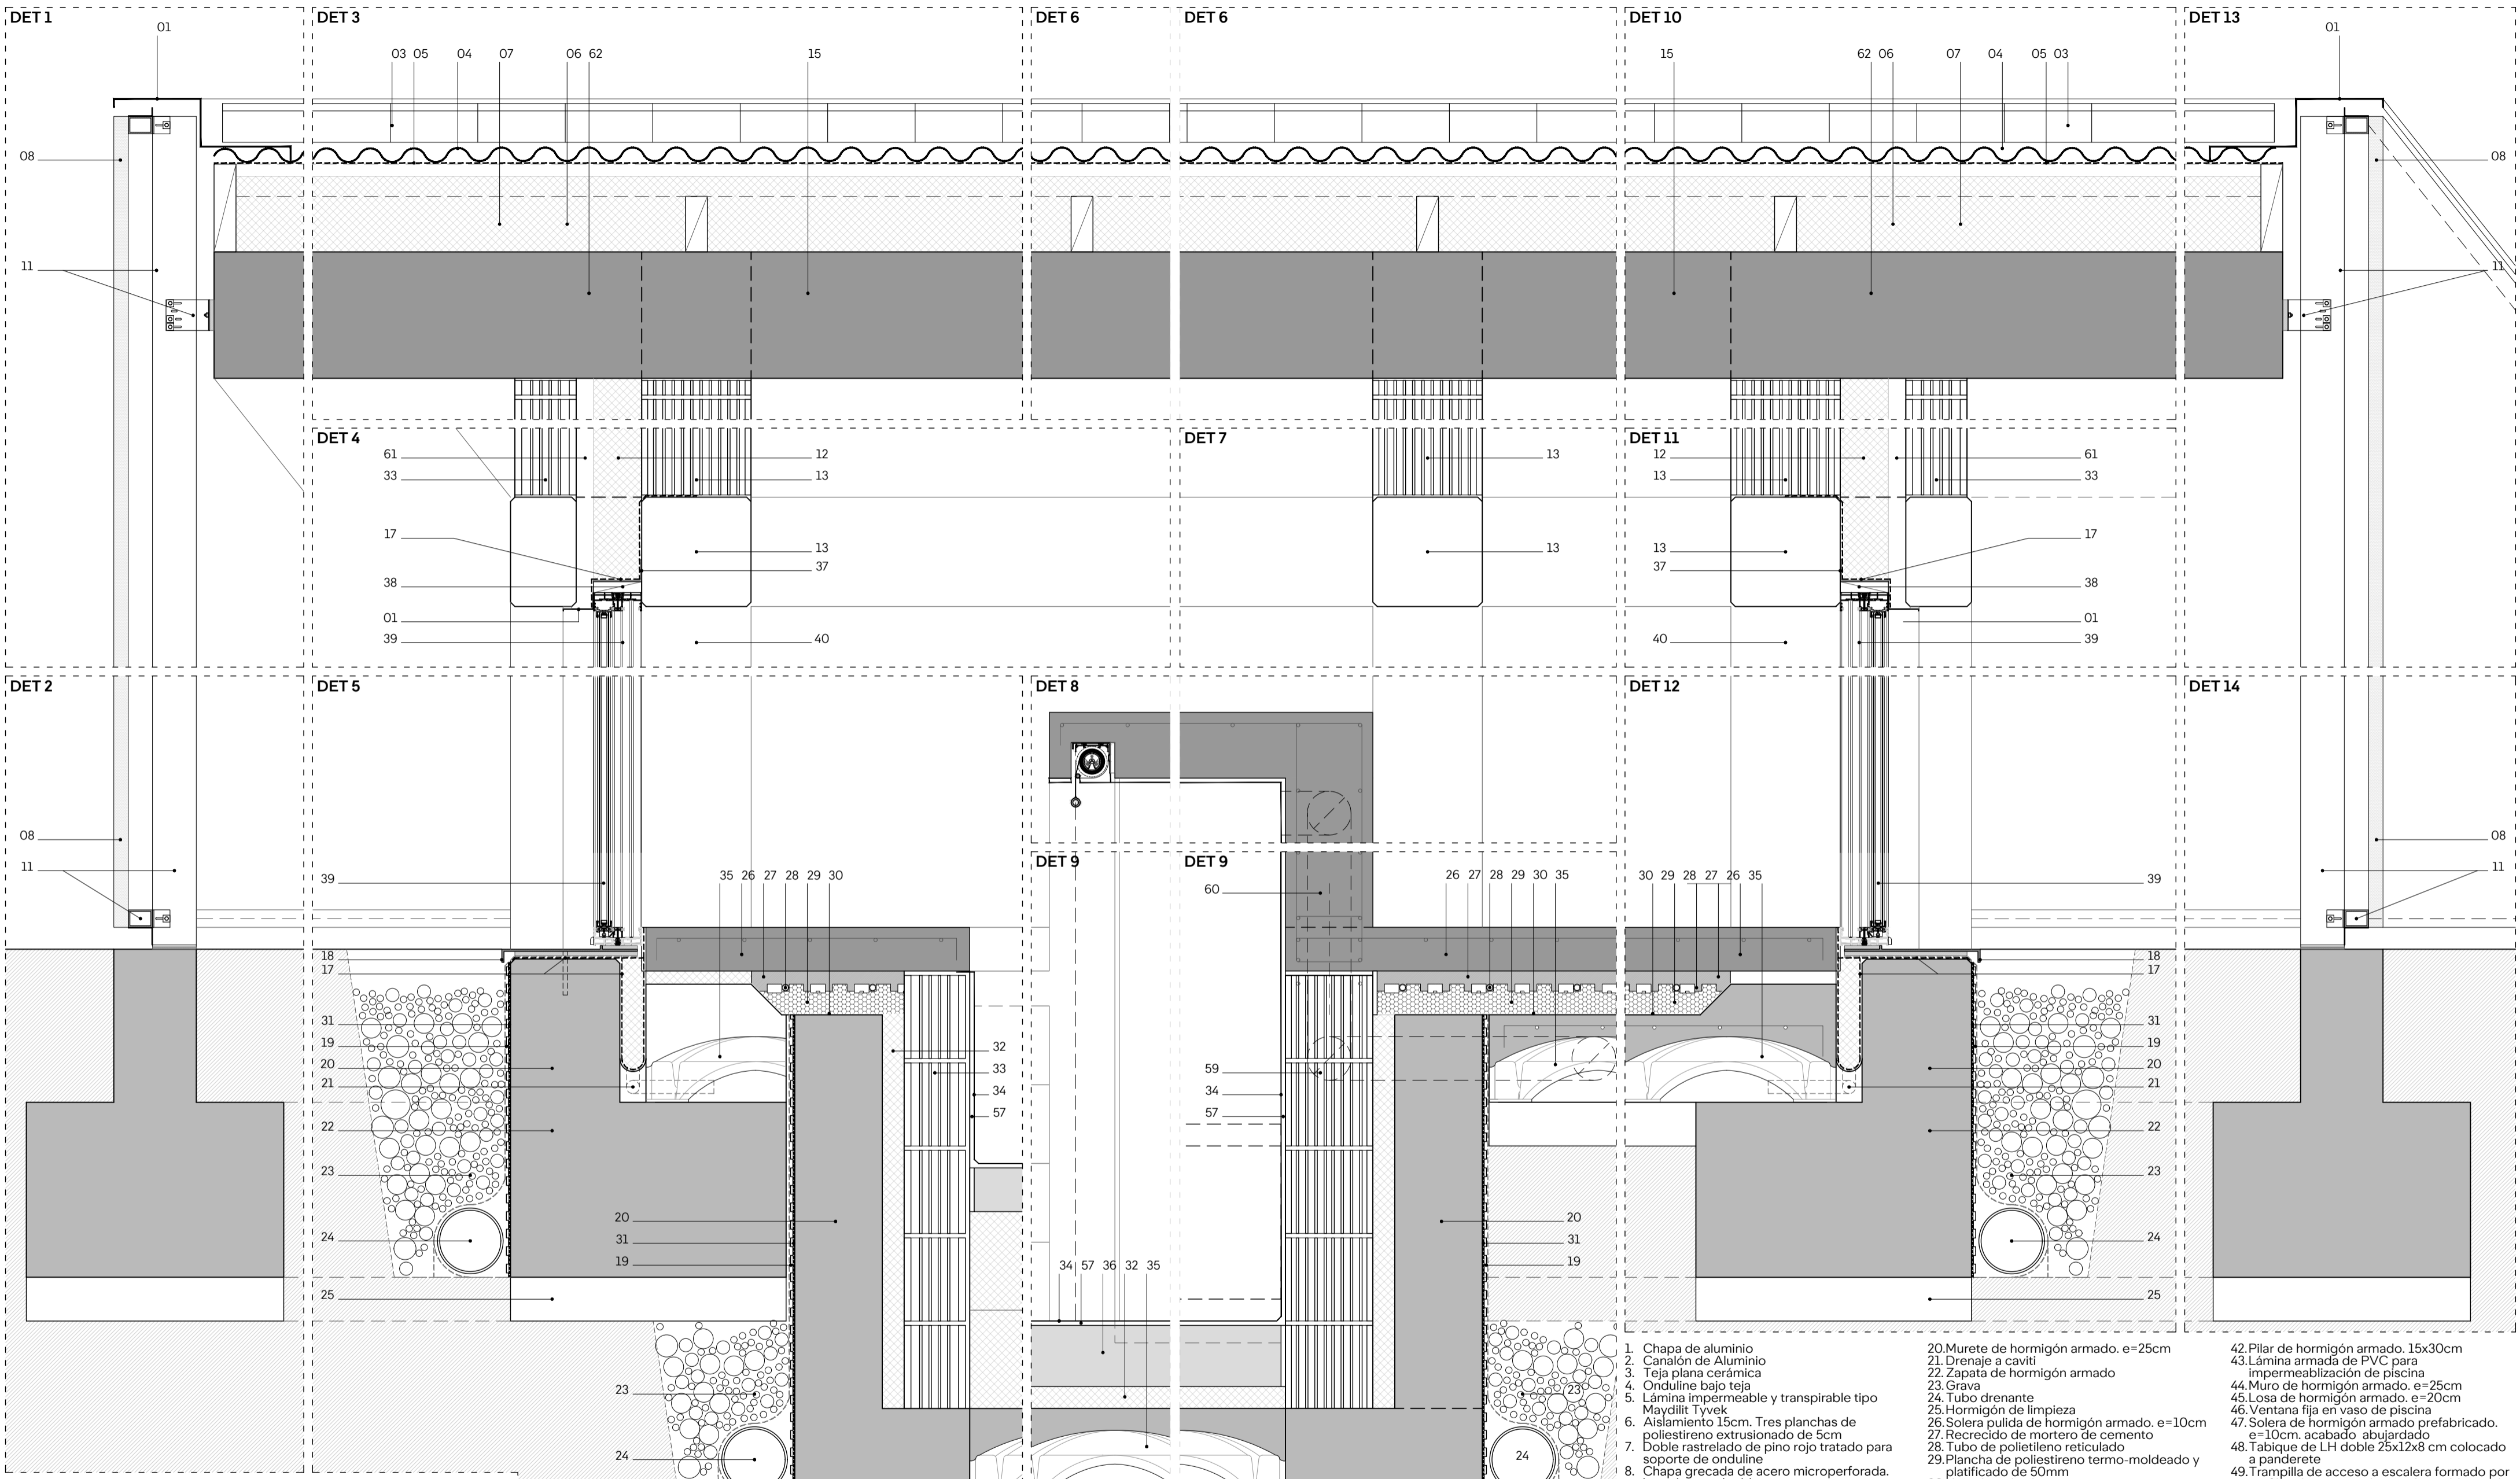 DET 1
DET 3
DET 6
DET 6
DET 10
DET 13
01
03 05 04 07 06 62 15
15 62 06 07 04 05 03
01
08
11
08
11
DET 4
DET 7
DET 11
61
33
17
38
01
39
12
13
13
37
40
13
13
12
13
13
37
40
61
33
17
38
01
39
DET 2
DET 5
DET 8
DET 12
DET 14
08
11
39
35 26 27 28 29 30
DET 9
DET 9
60
26 27 28 29 30 35
30 29 28 27 26 35
39
08
11
18
17
31
19
20
21
22
23
24
25
32
33
34
57
20
31
19
23
24
34 57 36 32 35
59
34
57
20
31
19
23
24
18
17
31
19
20
21
22
23
24
25
1. Chapa de aluminio
2. Canalón de Aluminio
3. Teja plana cerámica
4. Onduline bajo teja
5. Lámina impermeable y transpirable tipo
Maydilit Tyvek
6. Aislamiento 15cm. Tres planchas de
poliestireno extrusionado de 5cm
7. Doble rastrelado de pino rojo tratado para
soporte de onduline
8. Chapa grecada de acero microperforada.
20.Murete de hormigón armado. e=25cm
21. Drenaje a caviti
22.Zapata de hormigón armado
23.Grava
24. Tubo drenante
25.Hormigón de limpieza
26.Solera pulida de hormigón armado. e=10cm
27. Recrecido de mortero de cemento
28. Tubo de polietileno reticulado
29.Plancha de poliestireno termo-moldeado y
platificado de 50mm
42.Pilar de hormigón armado. 15x30cm
43.Lámina armada de PVC para
impermeablización de piscina
44.Muro de hormigón armado. e=25cm
45.Losa de hormigón armado. e=20cm
46.Ventana fija en vaso de piscina
47. Solera de hormigón armado prefabricado.
e=10cm. acabado abujardado
48.Tabique de LH doble 25x12x8 cm colocado
a panderete
49.Trampilla de acceso a escalera formado por